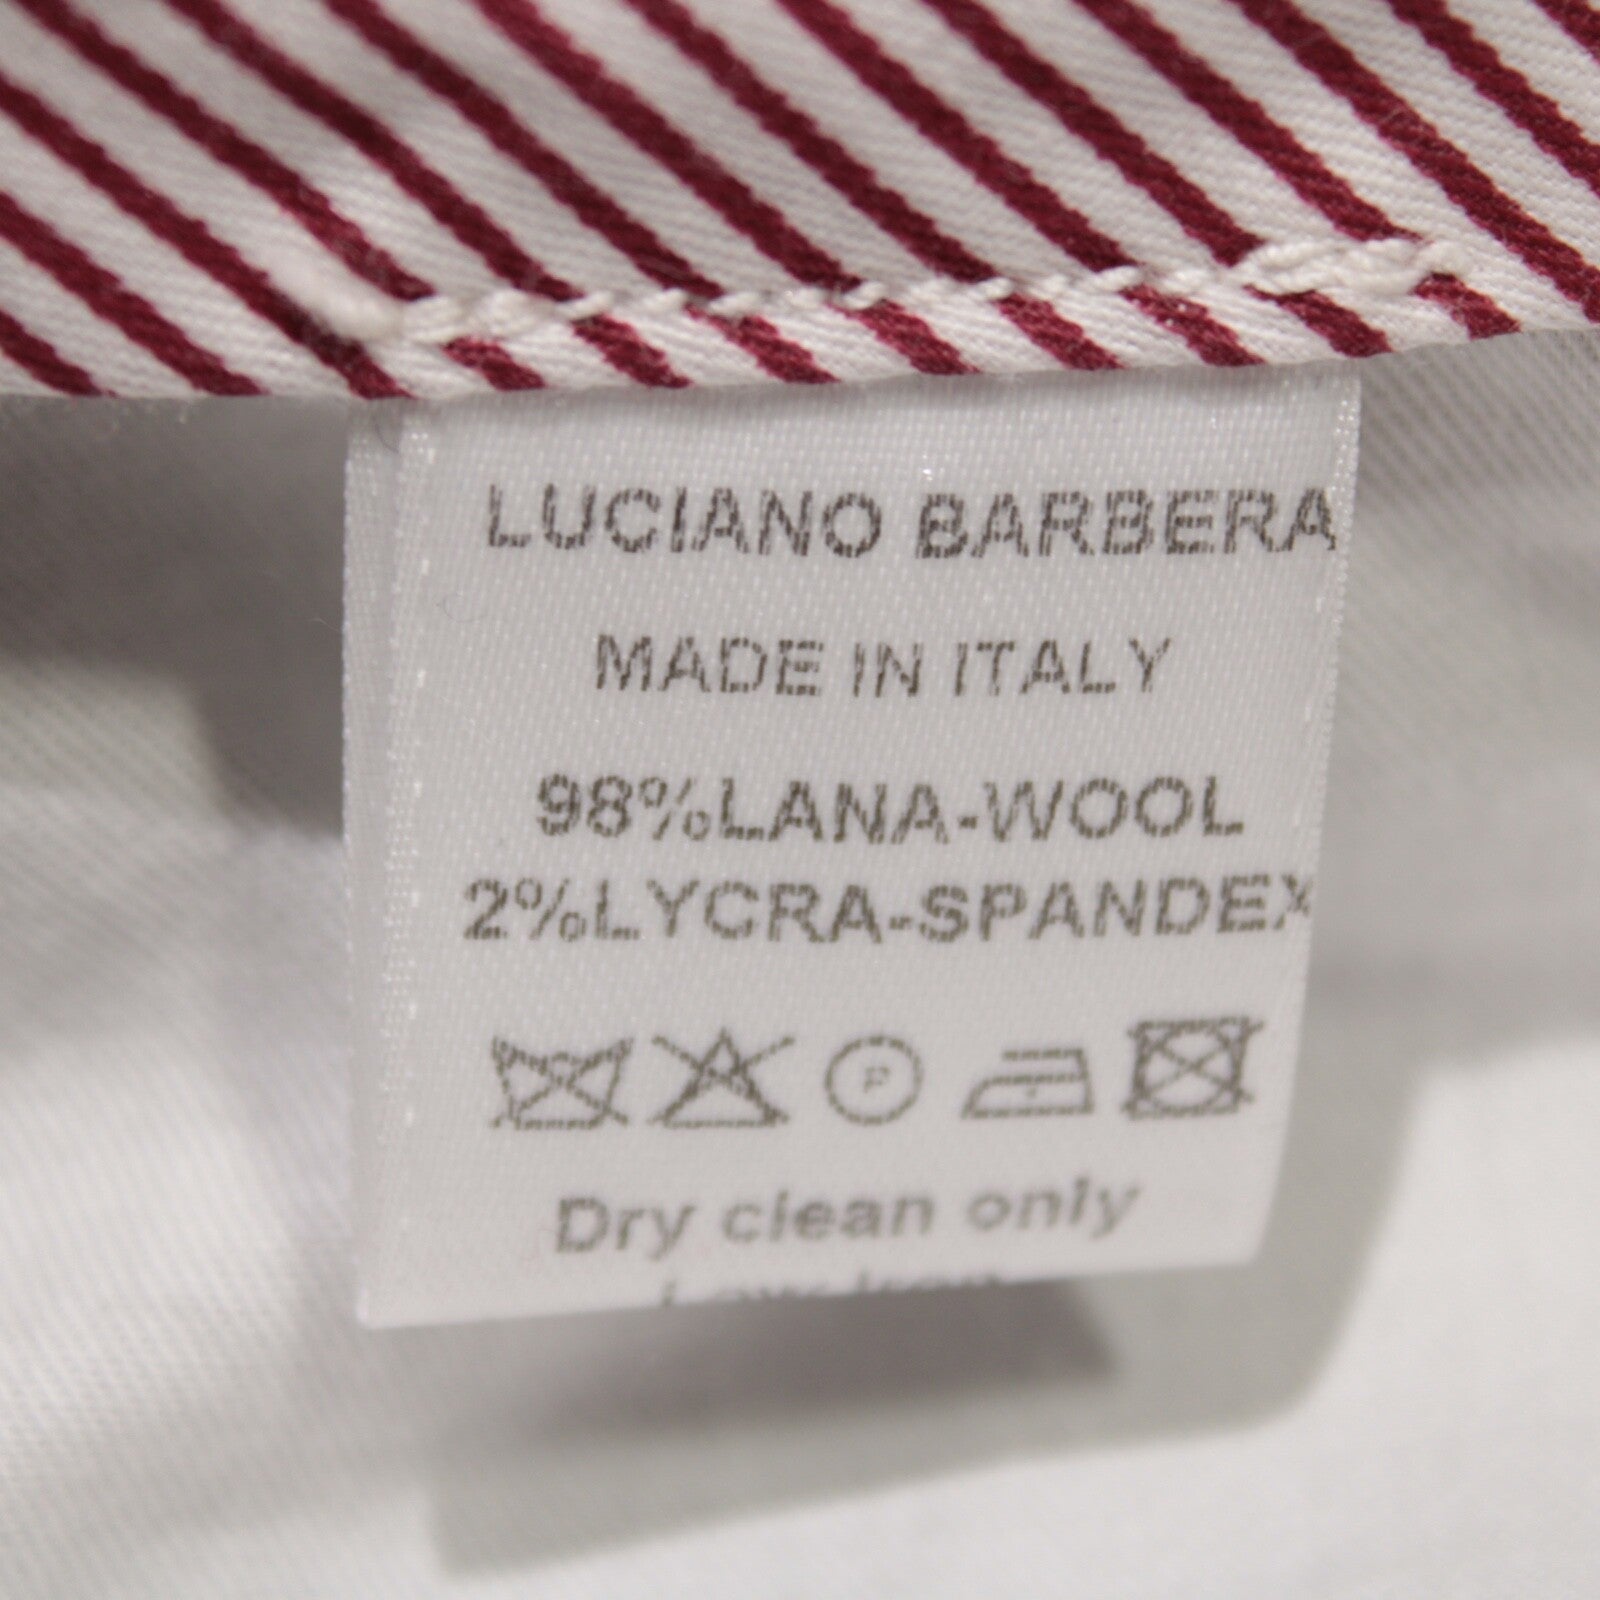 LUCIANO BARBERA
MADE IN ITALY
98%LANA-WOOL
2%LYCRA-SPANDEX
P
Dry clean only